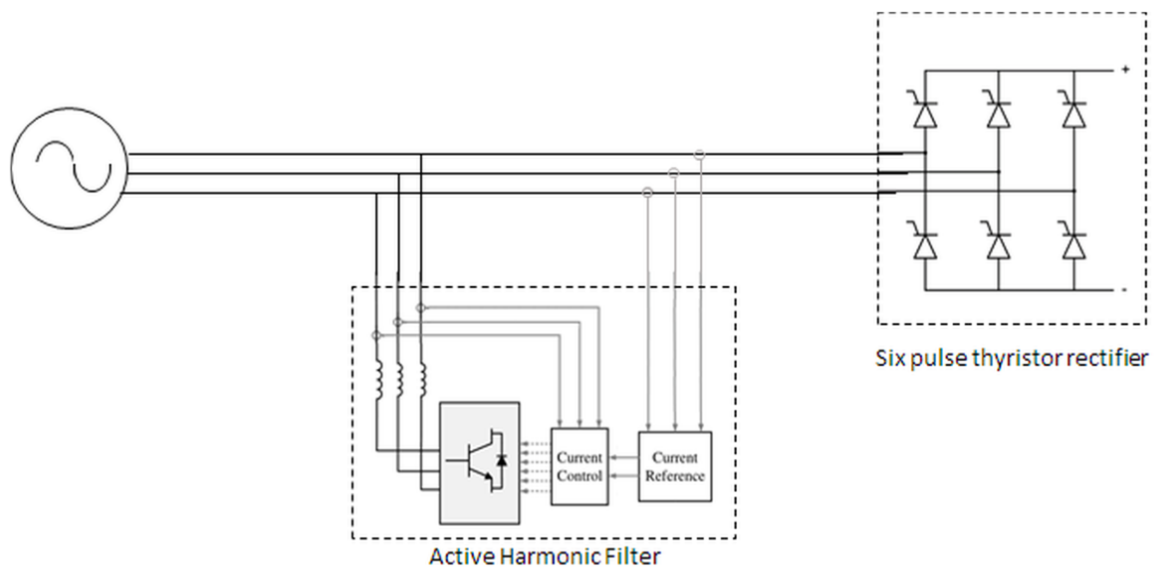 +
-
Six pulse thyristor rectifier
Current
Control
Current
Reference
Active Harmonic Filter